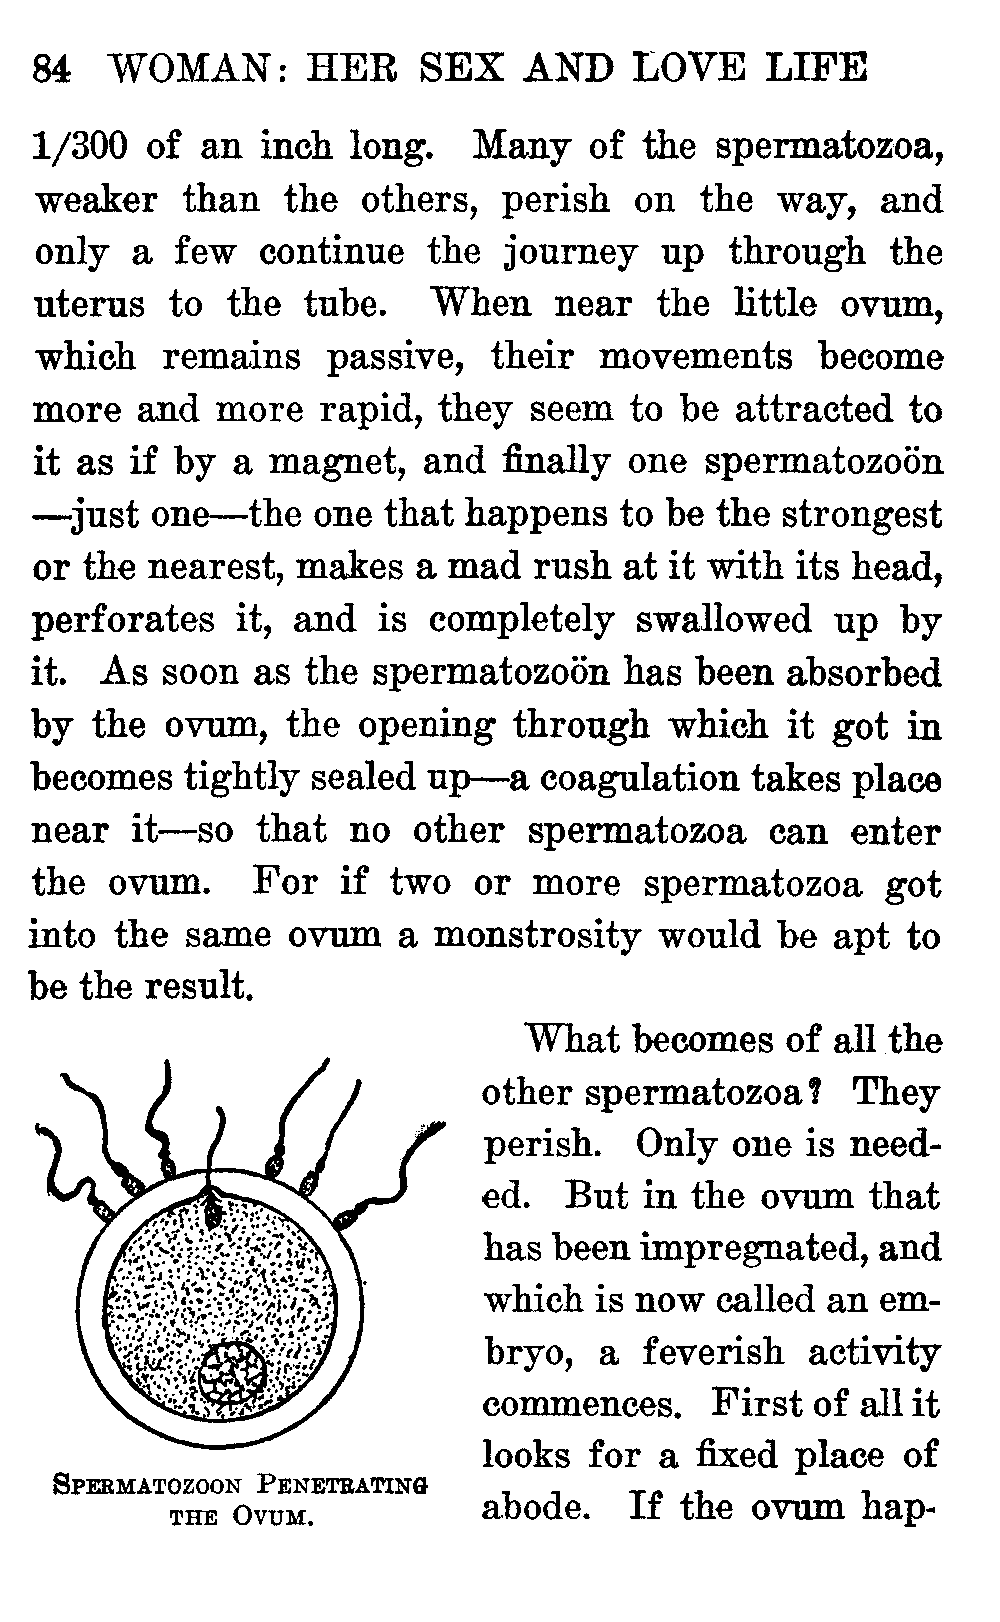 84 WOMAN: HER SEX AND LOVE LIFE
1/300 of an inch long. Many of the spermatozoa,
weaker than the others, perish on the way, and
only a few continue the journey up through the
uterus to the tube. When near the little ovum,
which remains passive, their movements become
more and more rapid, they seem to be attracted to
it as if by a magnet, and finally one spermatozoön
—just one—the one that happens to be the strongest
or the nearest, makes a mad rush at it with its head,
perforates it, and is completely swallowed up by
it. As soon as the spermatozoön has been absorbed
by the ovum, the opening through which it got in
becomes tightly sealed up—a coagulation takes place
near it—so that no other spermatozoa can enter
the ovum. For if two or more spermatozoa got
into the same ovum a monstrosity would be apt to
be the result.
What becomes of all the
other spermatozoa? They
perish. Only one is need-
ed. But in the ovum that
has been impregnated, and
which is now called an em-
bryo, a feverish activity
commences. First of all it
looks for a fixed place of
abode. If the ovum hap-
SPERMATOZOON PENETRATING
THE OVUM.